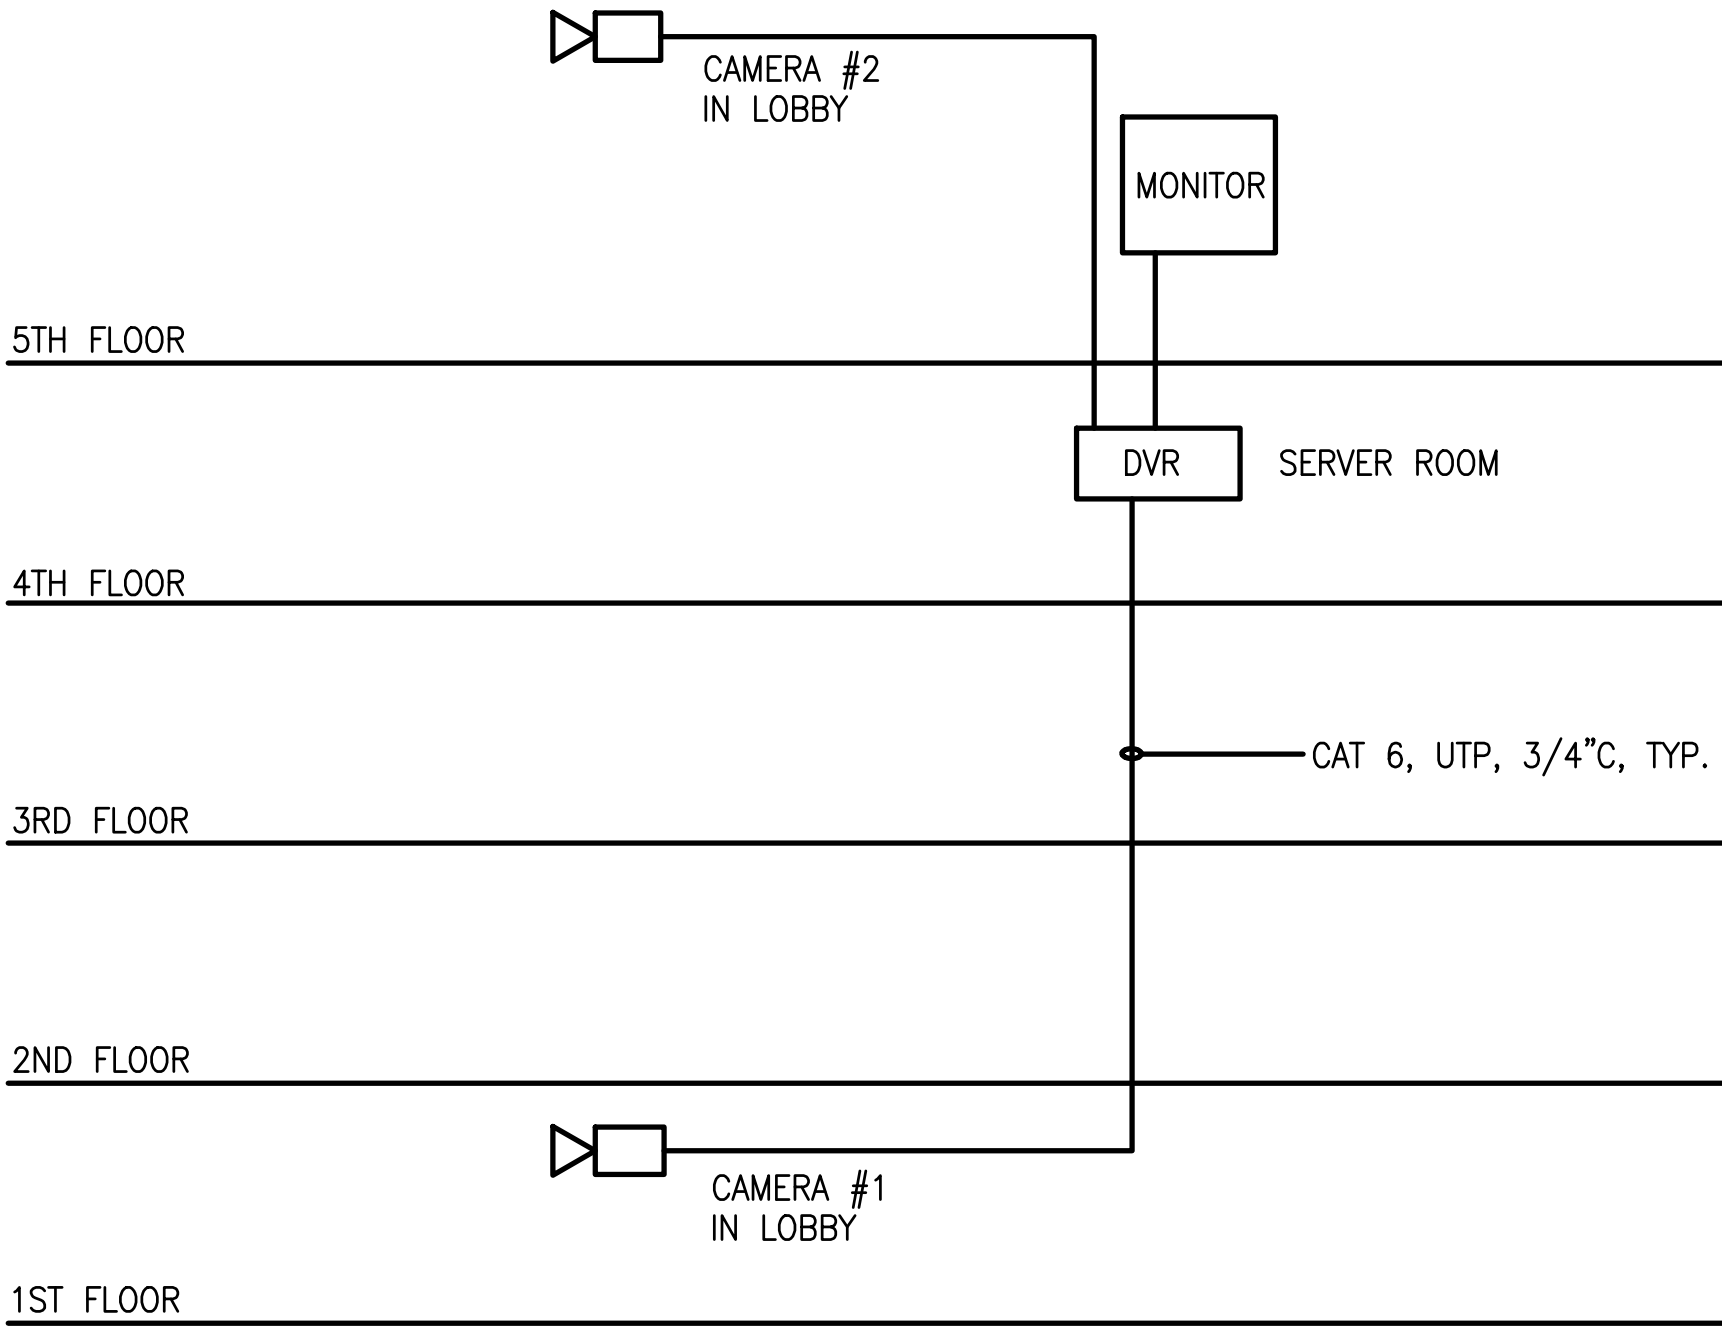 CAMERA #2
IN LOBBY
MONITOR
5TH FLOOR
DVR
SERVER ROOM
4TH FLOOR
CAT 6, UTP, 3/4"C, TYP.
3RD FLOOR
2ND FLOOR
CAMERA #1
IN LOBBY
1ST FLOOR